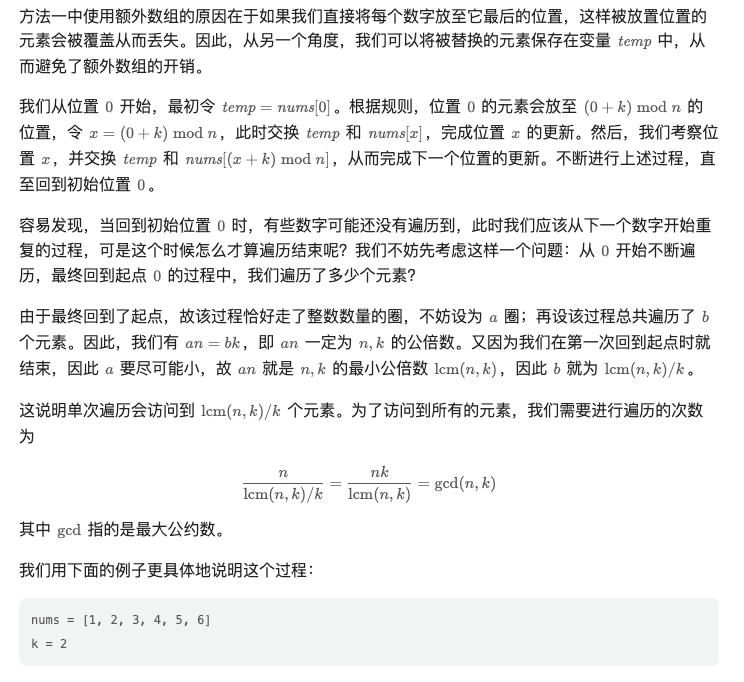 方法一中使用额外数组的原因在于如果我们直接将每个数字放至它最后的位置，这样被放置位置的
元素会被覆盖从而丢失。因此，从另一个角度，我们可以将被替换的元素保存在变量 temp 中，从
而避免了额外数组的开销。
我们从位置 0 开始，最初令 temp = nums[0]。根据规则，位置 0 的元素会放至 (0 + k) mod n 的
位置，令 x = (0 + k) mod n，此时交换 temp 和 nums[x]，完成位置 x 的更新。然后，我们考察位
置 x，并交换 temp 和 nums[(x + k) mod n]，从而完成下一个位置的更新。不断进行上述过程，直
至回到初始位置 0。
容易发现，当回到初始位置 0 时，有些数字可能还没有遍历到，此时我们应该从下一个数字开始重
复的过程，可是这个时候怎么才算遍历结束呢？我们不妨先考虑这样一个问题：从 0 开始不断遍
历，最终回到起点 0 的过程中，我们遍历了多少个元素？
由于最终回到了起点，故该过程恰好走了整数数量的圈，不妨设为 a 圈；再设该过程总共遍历了 b
个元素。因此，我们有 an = bk，即 an 一定为 n, k 的公倍数。又因为我们在第一次回到起点时就
结束，因此 a 要尽可能小，故 an 就是 n, k 的最小公倍数 lcm(n, k)，因此 b 就为 lcm(n, k)/k。
这说明单次遍历会访问到 lcm(n, k)/k 个元素。为了访问到所有的元素，我们需要进行遍历的次数
为
n / (lcm(n, k)/k) = nk / lcm(n, k) = gcd(n, k)
其中 gcd 指的是最大公约数。
我们用下面的例子更具体地说明这个过程：
nums = [1, 2, 3, 4, 5, 6]
k = 2